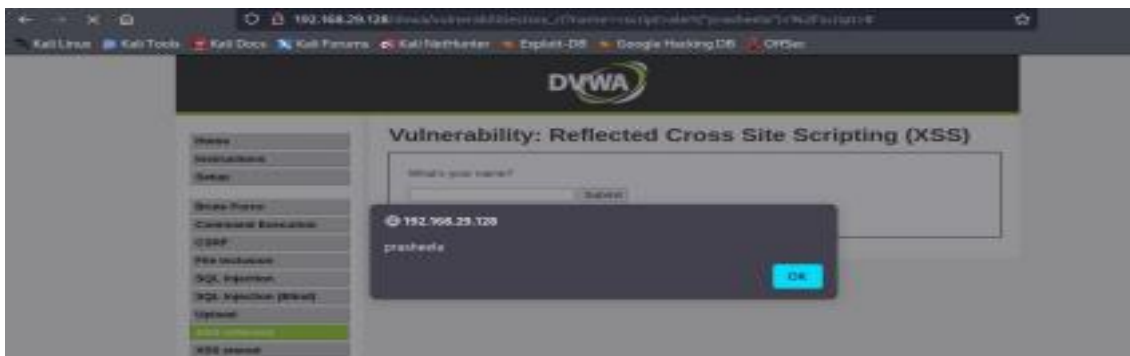 192.168.29.128
Kali Linux Kali Tools Kali Docs Kali Forums Kali NetHunter Exploit-DB Google Hacking DB OffSec
DVWA
Vulnerability: Reflected Cross Site Scripting (XSS)
Home
Instructions
Setup
Brute Force
Command Execution
CSRF
File Inclusion
SQL Injection
SQL Injection (Blind)
Upload
XSS reflected
XSS stored
What's your name?
Submit
192.168.29.128
prasheela
OK